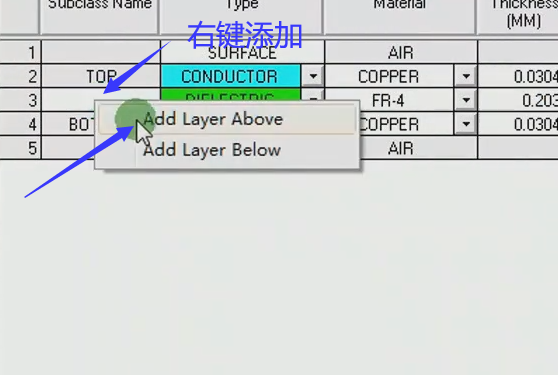 Subclass Name Type Material Thickness
(MM)
右键添加
1 SURFACE AIR
2 TOP CONDUCTOR COPPER 0.0304
3 DIELECTRIC FR-4 0.203
4 BOT COPPER 0.0304
5 AIR
Add Layer Above
Add Layer Below